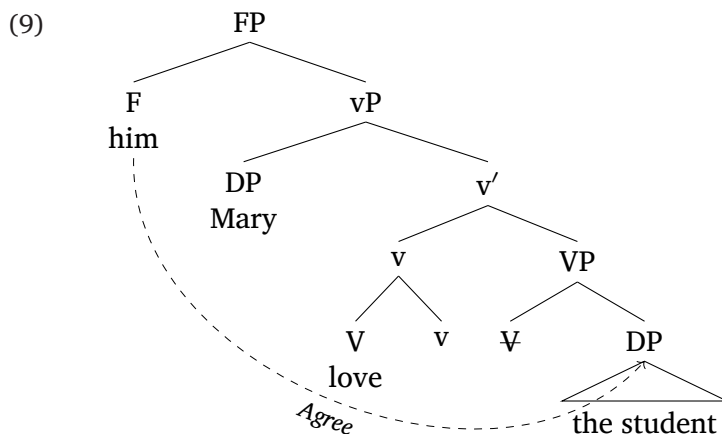 (9)
FP
F vP
him
DP v′
Mary
v VP
V v V̶ DP
love
Agree
the student